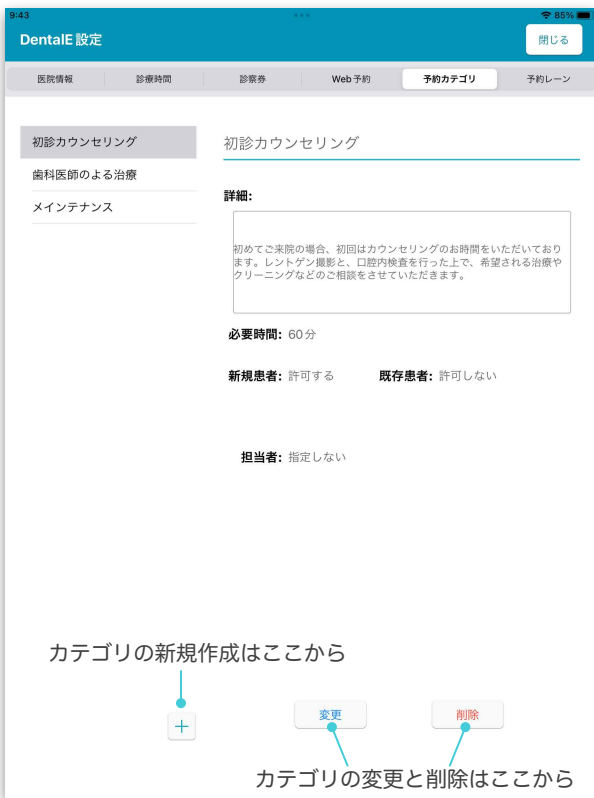 9:43
85%
DentalE 設定
閉じる
医院情報
診療時間
診察券
Web 予約
予約カテゴリ
予約レーン
初診カウンセリング
歯科医師のよる治療
メインテナンス
初診カウンセリング
詳細:
初めてご来院の場合、初回はカウンセリングのお時間をいただいており
ます。レントゲン撮影と、口腔内検査を行った上で、希望される治療や
クリーニングなどのご相談をさせていただきます。
必要時間: 60分
新規患者: 許可する 既存患者: 許可しない
担当者: 指定しない
カテゴリの新規作成はここから
+
変更
削除
カテゴリの変更と削除はここから